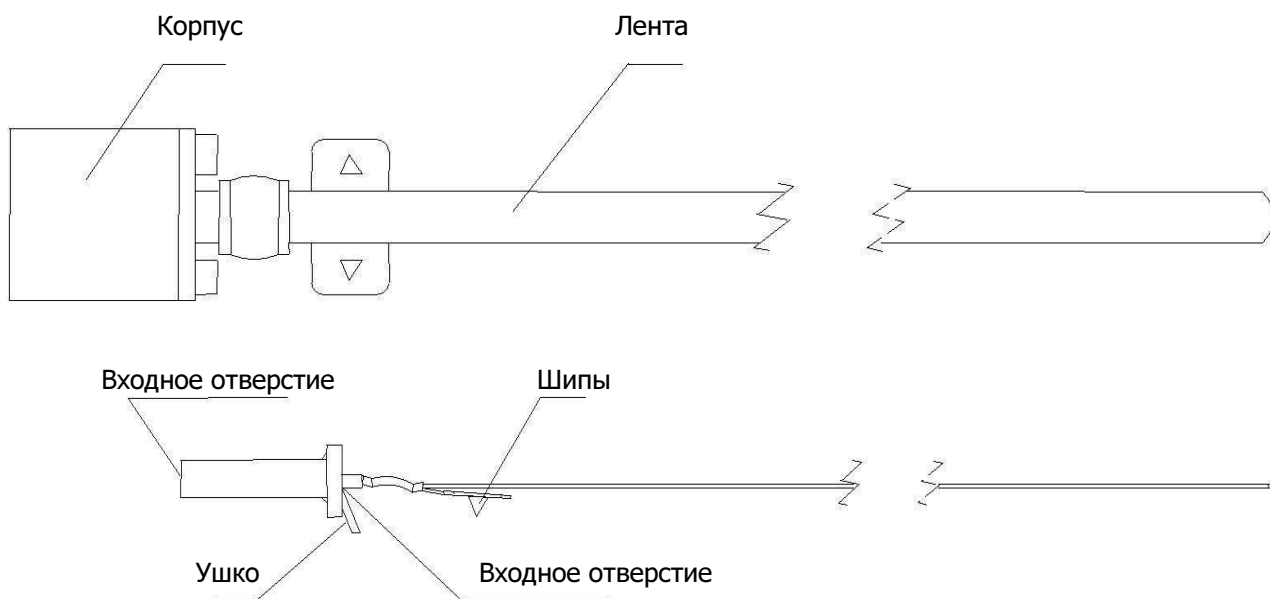 Корпус
Лента
Входное отверстие
Шипы
Ушко
Входное отверстие